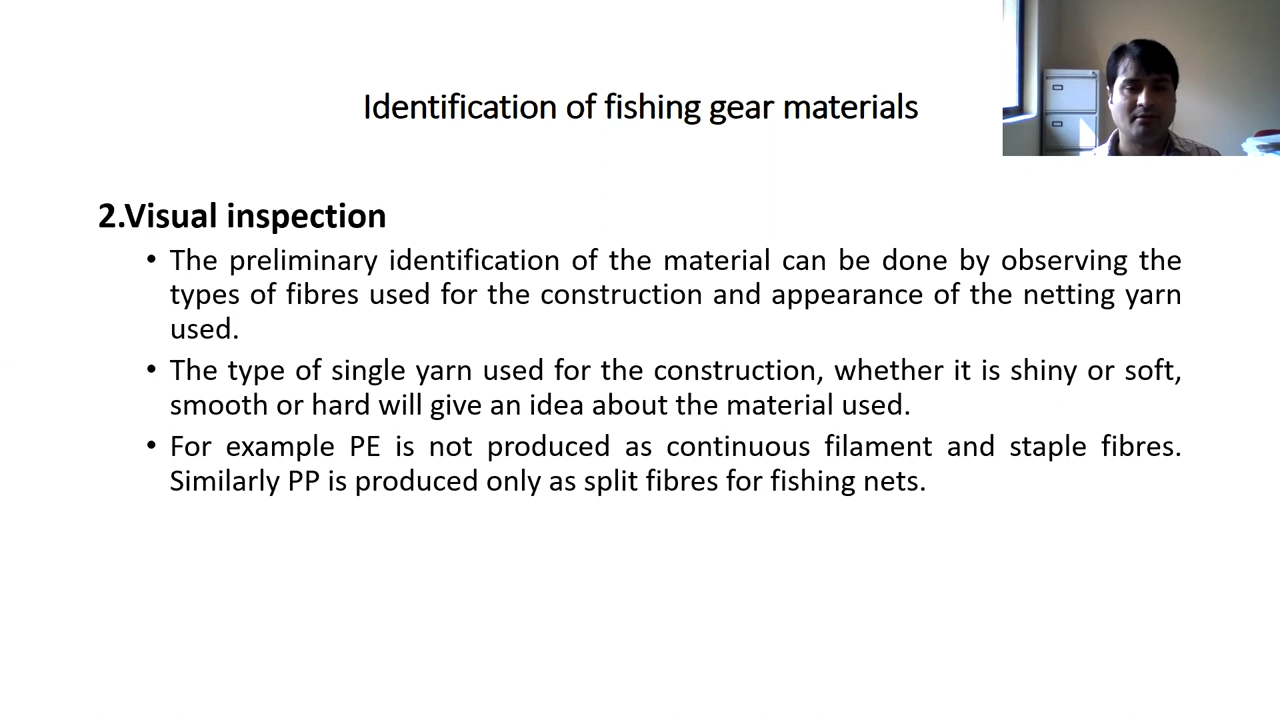 Identification of fishing gear materials
2.Visual inspection
• The preliminary identification of the material can be done by observing the
types of fibres used for the construction and appearance of the netting yarn
used.
• The type of single yarn used for the construction, whether it is shiny or soft,
smooth or hard will give an idea about the material used.
• For example PE is not produced as continuous filament and staple fibres.
Similarly PP is produced only as split fibres for fishing nets.